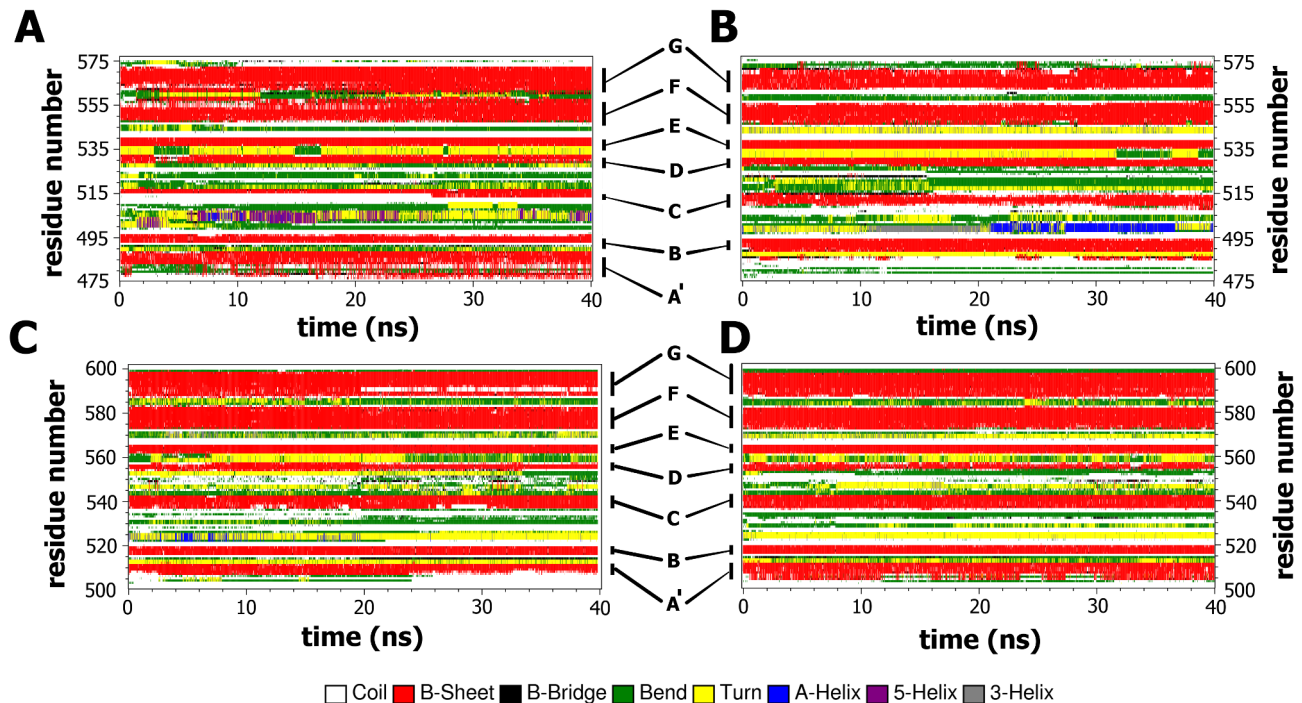 A
B
G
F
E
D
C
B
A'
residue number
575
555
535
515
495
475
0 10 20 30 40
time (ns)
575
555
535
515
495
475
residue number
0 10 20 30 40
time (ns)
C
D
G
F
E
D
C
B
A'
residue number
600
580
560
540
520
500
0 10 20 30 40
time (ns)
600
580
560
540
520
500
residue number
0 10 20 30 40
time (ns)
Coil B-Sheet B-Bridge Bend Turn A-Helix 5-Helix 3-Helix